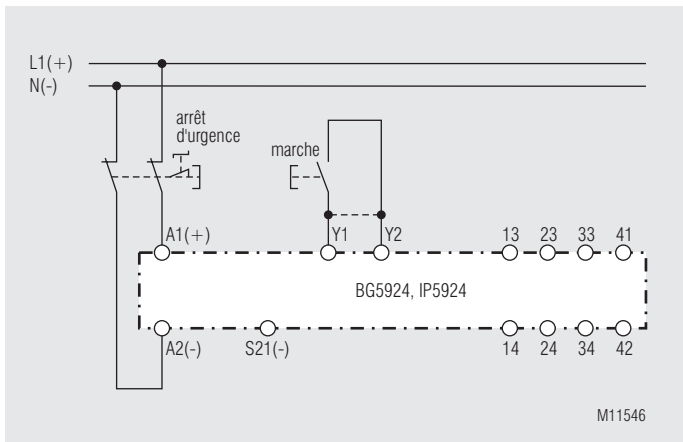 L1(+)
N(-)
arrêt
d'urgence
marche
A1(+)
Y1
Y2
13
23
33
41
BG5924, IP5924
A2(-)
S21(-)
14
24
34
42
M11546